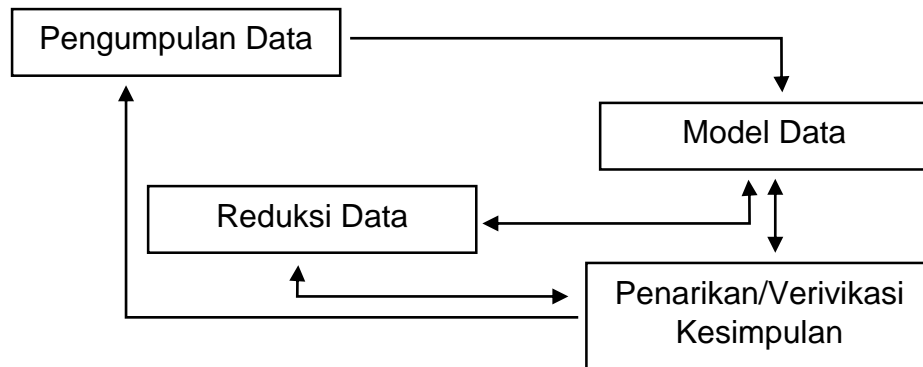 Pengumpulan Data
Model Data
Reduksi Data
Penarikan/Verivikasi
Kesimpulan